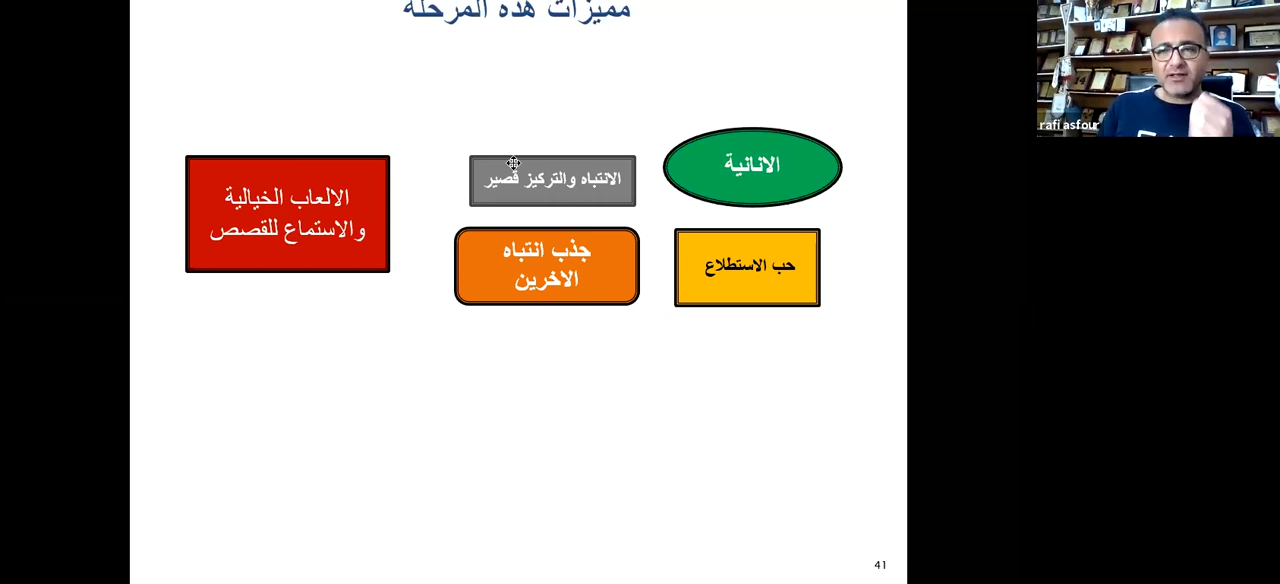 مميزات هذه المرحلة
rafi asfour
الانانية
الانتباه والتركيز قصير
الالعاب الخيالية
والاستماع للقصص
جذب انتباه
الاخرين
حب الاستطلاع
41